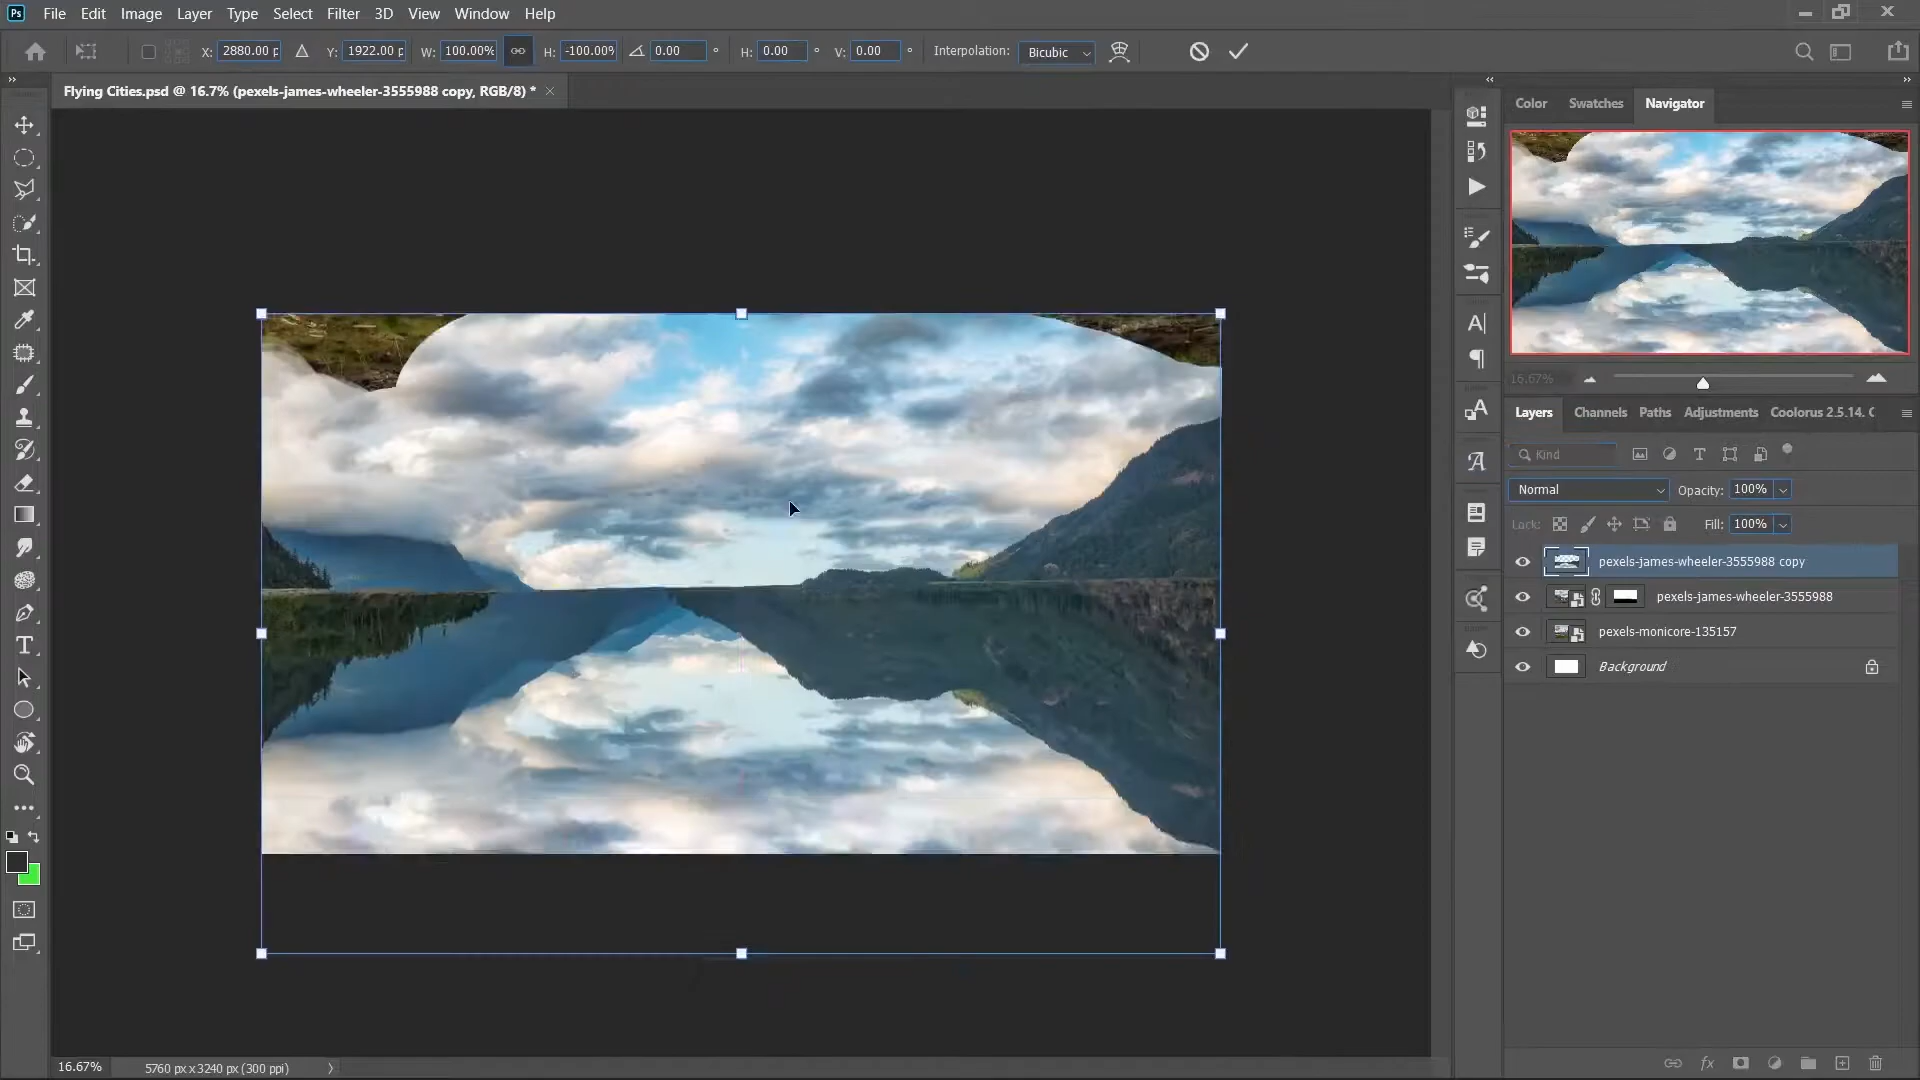 Ps File Edit Image Layer Type Select Filter 3D View Window Help
X: 2880.00 p Y: 1922.00 p W: 100.00% H: -100.00% 0.00 ° H: 0.00 ° V: 0.00 ° Interpolation: Bicubic
Flying Cities.psd @ 16.7% (pexels-james-wheeler-3555988 copy, RGB/8) *
Color Swatches Navigator
16.67%
Layers Channels Paths Adjustments Coolorus 2.5.14. C
Kind
Normal Opacity: 100%
Lock: Fill: 100%
pexels-james-wheeler-3555988 copy
pexels-james-wheeler-3555988
pexels-monicore-135157
Background
16.67% 5760 px x 3240 px (300 ppi)